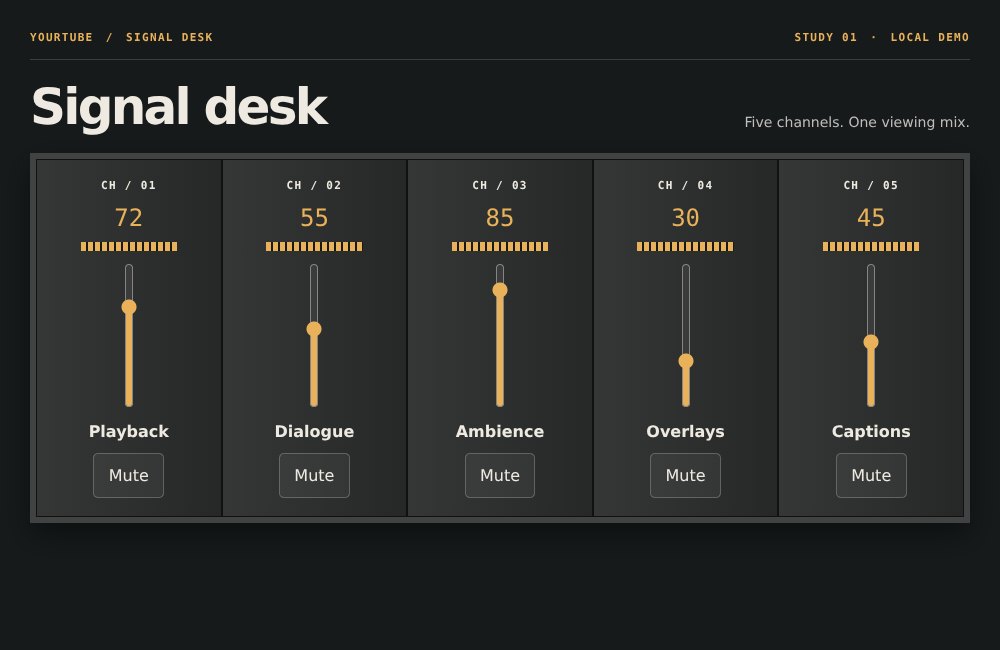 YOURTUBE / SIGNAL DESK
STUDY 01 · LOCAL DEMO
Signal desk
Five channels. One viewing mix.
CH / 01
72
Playback
Mute
CH / 02
55
Dialogue
Mute
CH / 03
85
Ambience
Mute
CH / 04
30
Overlays
Mute
CH / 05
45
Captions
Mute